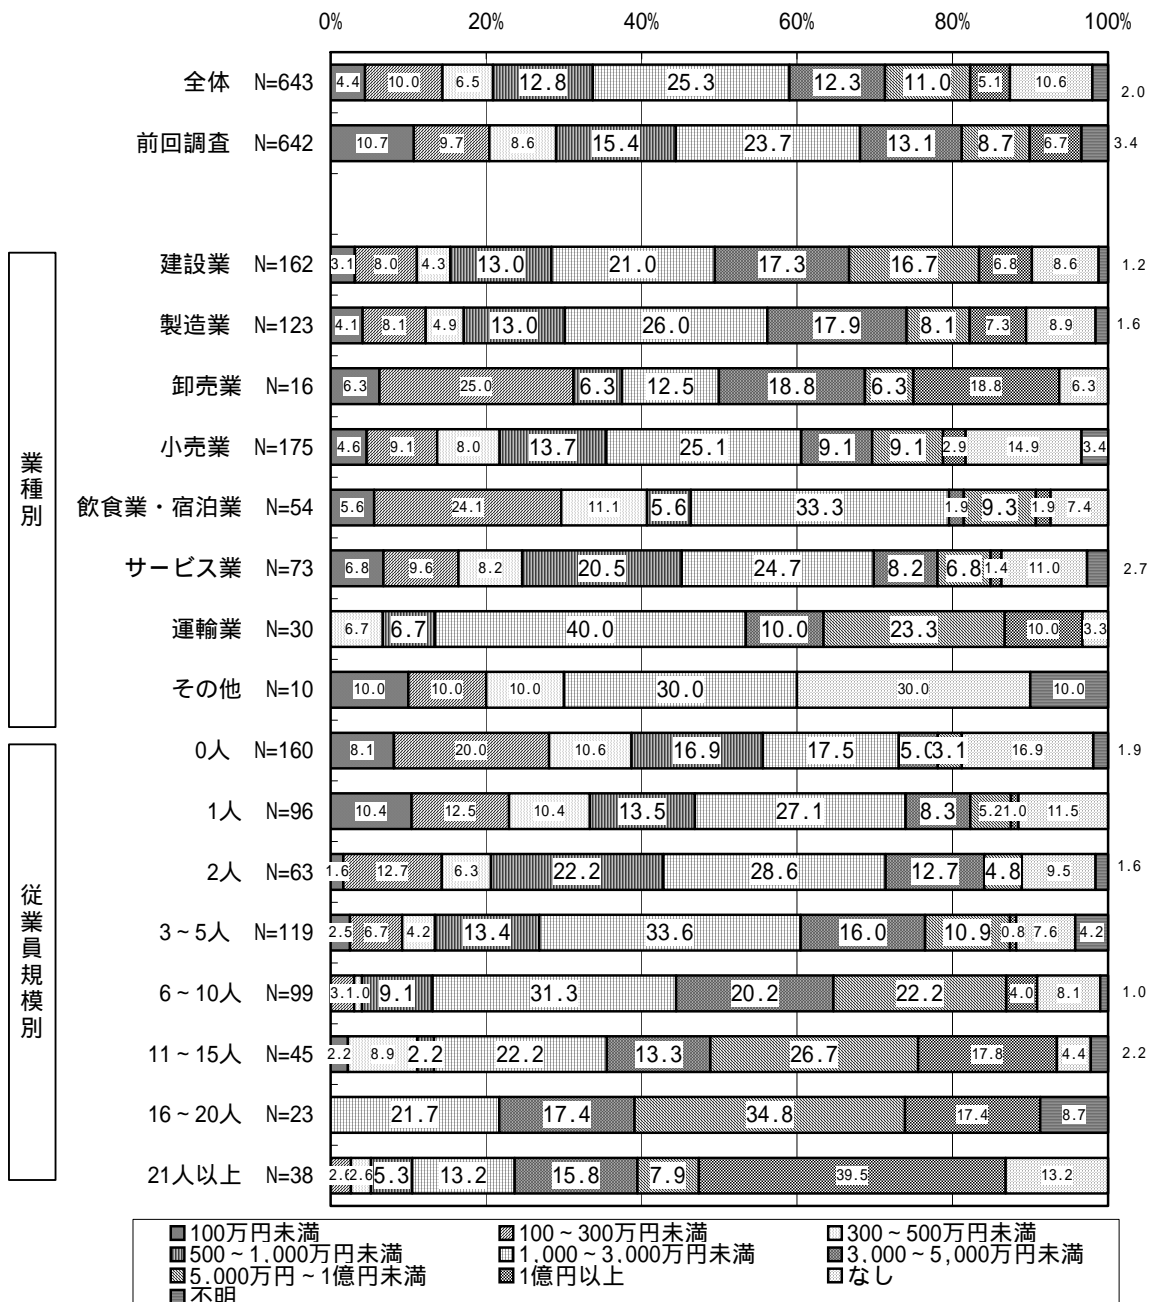 0% 20% 40% 60% 80% 100%
全体 N=643 4.4 10.0 6.5 12.8 25.3 12.3 11.0 5.1 10.6 2.0
前回調査 N=642 10.7 9.7 8.6 15.4 23.7 13.1 8.7 6.7 3.4
業種別
建設業 N=162 3.1 8.0 4.3 13.0 21.0 17.3 16.7 6.8 8.6 1.2
製造業 N=123 4.1 8.1 4.9 13.0 26.0 17.9 8.1 7.3 8.9 1.6
卸売業 N=16 6.3 25.0 6.3 12.5 18.8 6.3 18.8 6.3
小売業 N=175 4.6 9.1 8.0 13.7 25.1 9.1 9.1 2.9 14.9 3.4
飲食業・宿泊業 N=54 5.6 24.1 11.1 5.6 33.3 1.9 9.3 1.9 7.4
サービス業 N=73 6.8 9.6 8.2 20.5 24.7 8.2 6.8 1.4 11.0 2.7
運輸業 N=30 6.7 6.7 40.0 10.0 23.3 10.0 3.3
その他 N=10 10.0 10.0 10.0 30.0 30.0 10.0
従業員規模別
0人 N=160 8.1 20.0 10.6 16.9 17.5 5.0 3.1 16.9 1.9
1人 N=96 10.4 12.5 10.4 13.5 27.1 8.3 5.2 1.0 11.5
2人 N=63 1.6 12.7 6.3 22.2 28.6 12.7 4.8 9.5 1.6
3~5人 N=119 2.5 6.7 4.2 13.4 33.6 16.0 10.9 0.8 7.6 4.2
6~10人 N=99 3.1 1.0 9.1 31.3 20.2 22.2 4.0 8.1 1.0
11~15人 N=45 2.2 8.9 2.2 22.2 13.3 26.7 17.8 4.4 2.2
16~20人 N=23 21.7 17.4 34.8 17.4 8.7
21人以上 N=38 2.6 2.6 5.3 13.2 15.8 7.9 39.5 13.2
100万円未満 100~300万円未満 300~500万円未満
500~1,000万円未満 1,000~3,000万円未満 3,000~5,000万円未満
5,000万円~1億円未満 1億円以上 なし
不明